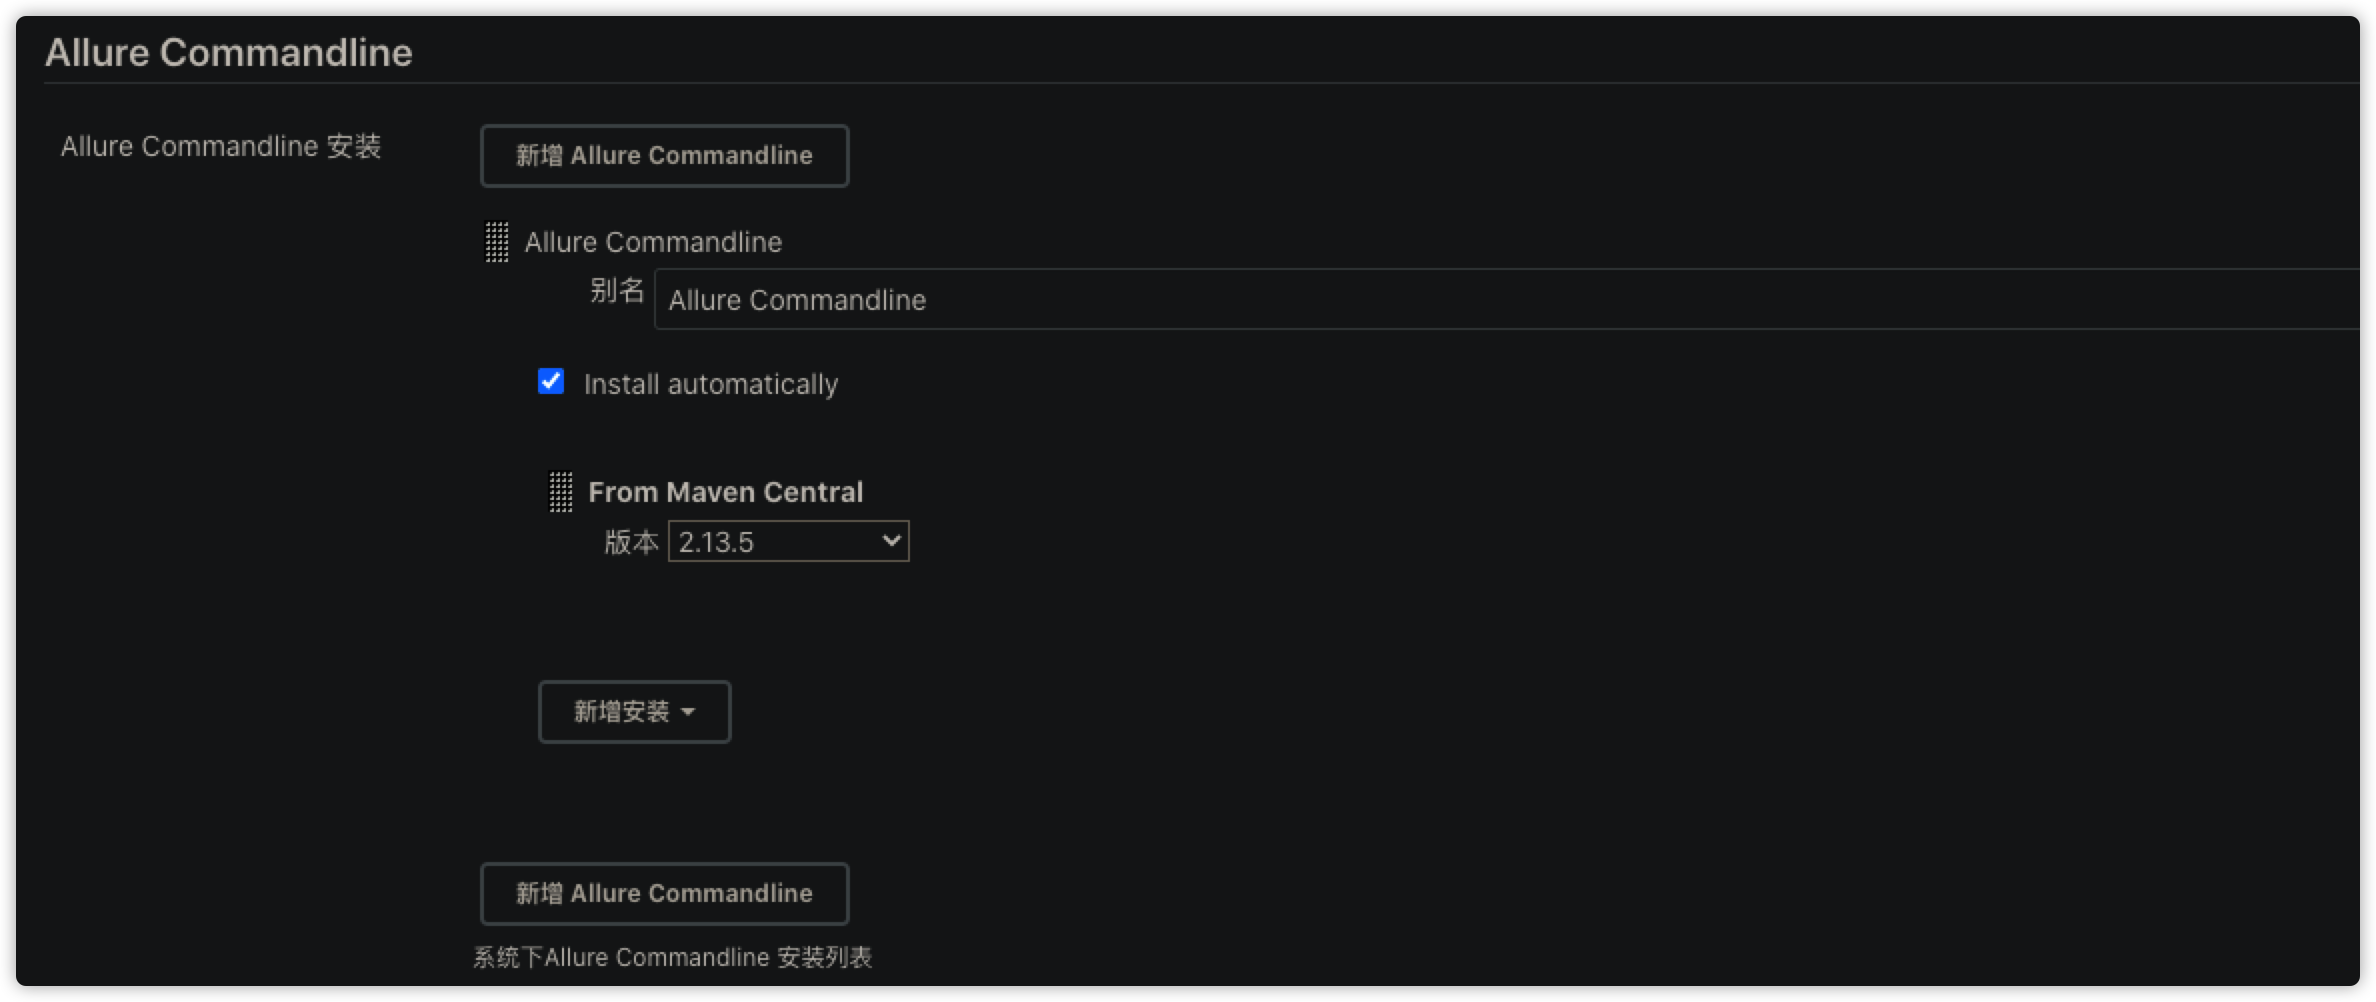 Allure Commandline
Allure Commandline 安装
新增 Allure Commandline
Allure Commandline
别名 Allure Commandline
Install automatically
From Maven Central
版本 2.13.5
新增安装
新增 Allure Commandline
系统下Allure Commandline 安装列表